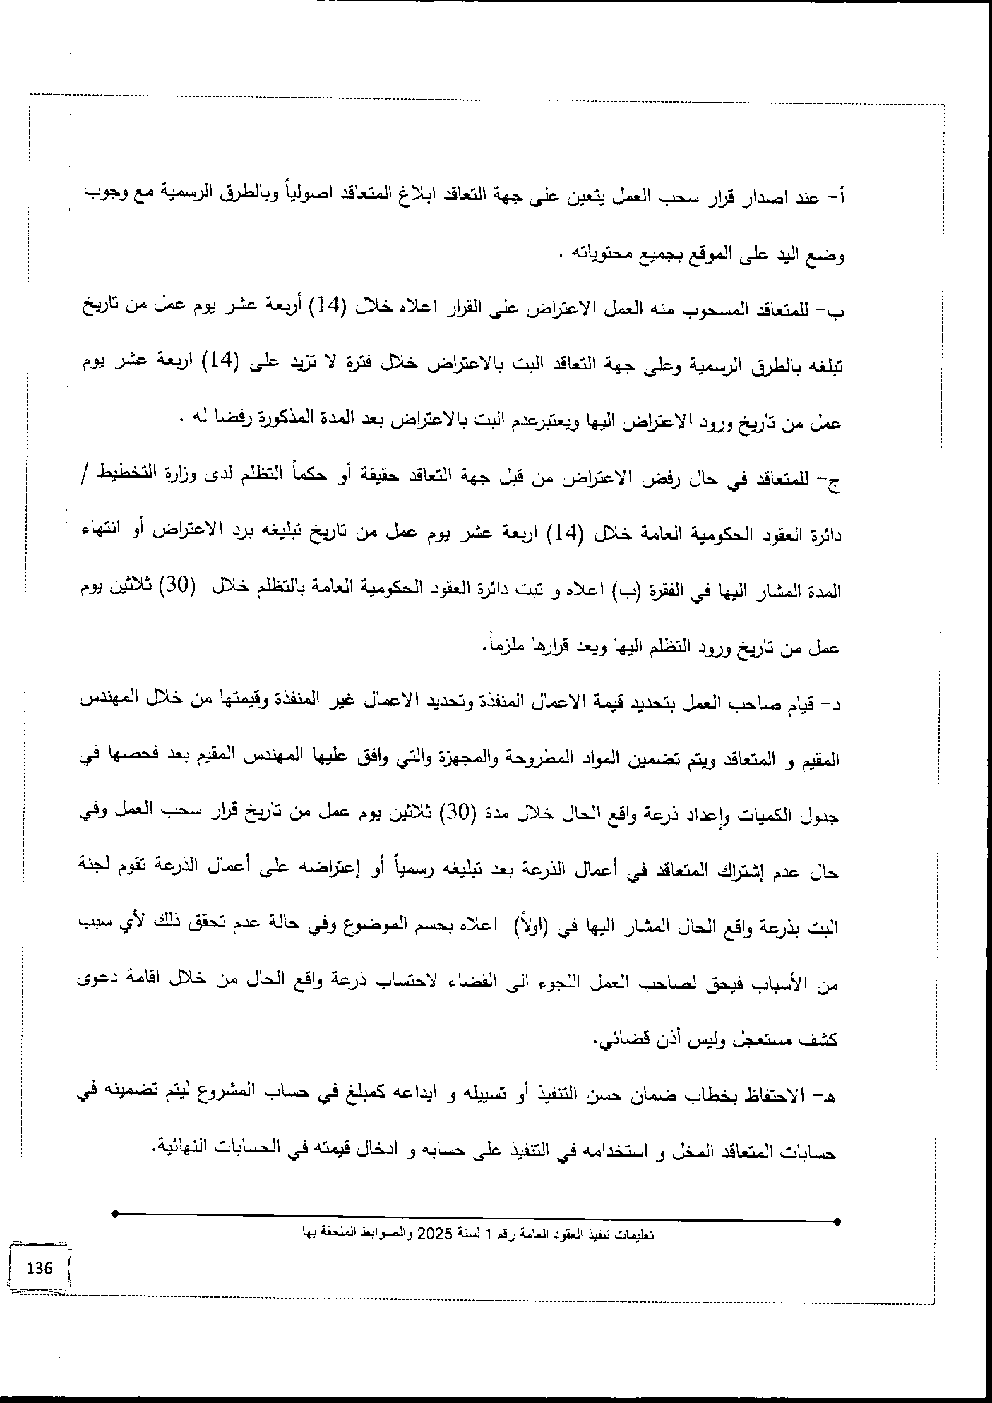 أ- عند اصدار قرار سحب العمل يتعين على جهة التعاقد ابلاغ المتعاقد اصولياً وبالطرق الرسمية مع وجوب
وضع اليد على الموقع بجميع محتوياته .
ب- للمتعاقد المسحوب منه العمل الاعتراض على القرار اعلاه خلال (14) أربعة عشر يوم عمل من تاريخ
تبلغه بالطرق الرسمية وعلى جهة التعاقد البت بالاعتراض خلال فترة لا تزيد على (14) اربعة عشر يوم
عمل من تاريخ ورود الاعتراض اليها ويعتبرعدم البت بالاعتراض بعد المدة المذكورة رفضا له .
ج- للمتعاقد في حال رفض الاعتراض من قبل جهة التعاقد حقيقة أو حكماً التظلم لدى وزارة التخطيط /
دائرة العقود الحكومية العامة خلال (14) اربعة عشر يوم عمل من تاريخ تبليغه برد الاعتراض أو انتهاء
المدة المشار اليها في الفقرة (ب) اعلاه و تبت دائرة العقود الحكومية العامة بالتظلم خلال (30) ثلاثين يوم
عمل من تاريخ ورود التظلم اليها ويعد قرارها ملزماً.
د- قيام صاحب العمل بتحديد قيمة الاعمال المنفذة وتحديد الاعمال غير المنفذة وقيمتها من خلال المهندس
المقيم و المتعاقد ويتم تضمين المواد المطروحة والمجهزة والتي وافق عليها المهندس المقيم بعد فحصها في
جدول الكميات وإعداد ذرعة واقع الحال خلال مدة (30) ثلاثين يوم عمل من تاريخ قرار سحب العمل وفي
حال عدم إشتراك المتعاقد في أعمال الذرعة بعد تبليغه رسمياً أو إعتراضه على أعمال الذرعة تقوم لجنة
البت بذرعة واقع الحال المشار اليها في (اولاً) اعلاه بحسم الموضوع وفي حالة عدم تحقق ذلك لأي سبب
من الأسباب فيحق لصاحب العمل اللجوء الى القضاء لاحتساب ذرعة واقع الحال من خلال اقامة دعوى
كشف مستعجل وليس أذن قضائي.
هـ- الاحتفاظ بخطاب ضمان حسن التنفيذ أو تسييله و ايداعه كمبلغ في حساب المشروع ليتم تضمينه في
حسابات المتعاقد المخل و استخدامه في التنفيذ على حسابه و ادخال قيمته في الحسابات النهائية.
تعليمات تنفيذ العقود العامة رقم 1 لسنة 2025 والضوابط الملحقة بها
136